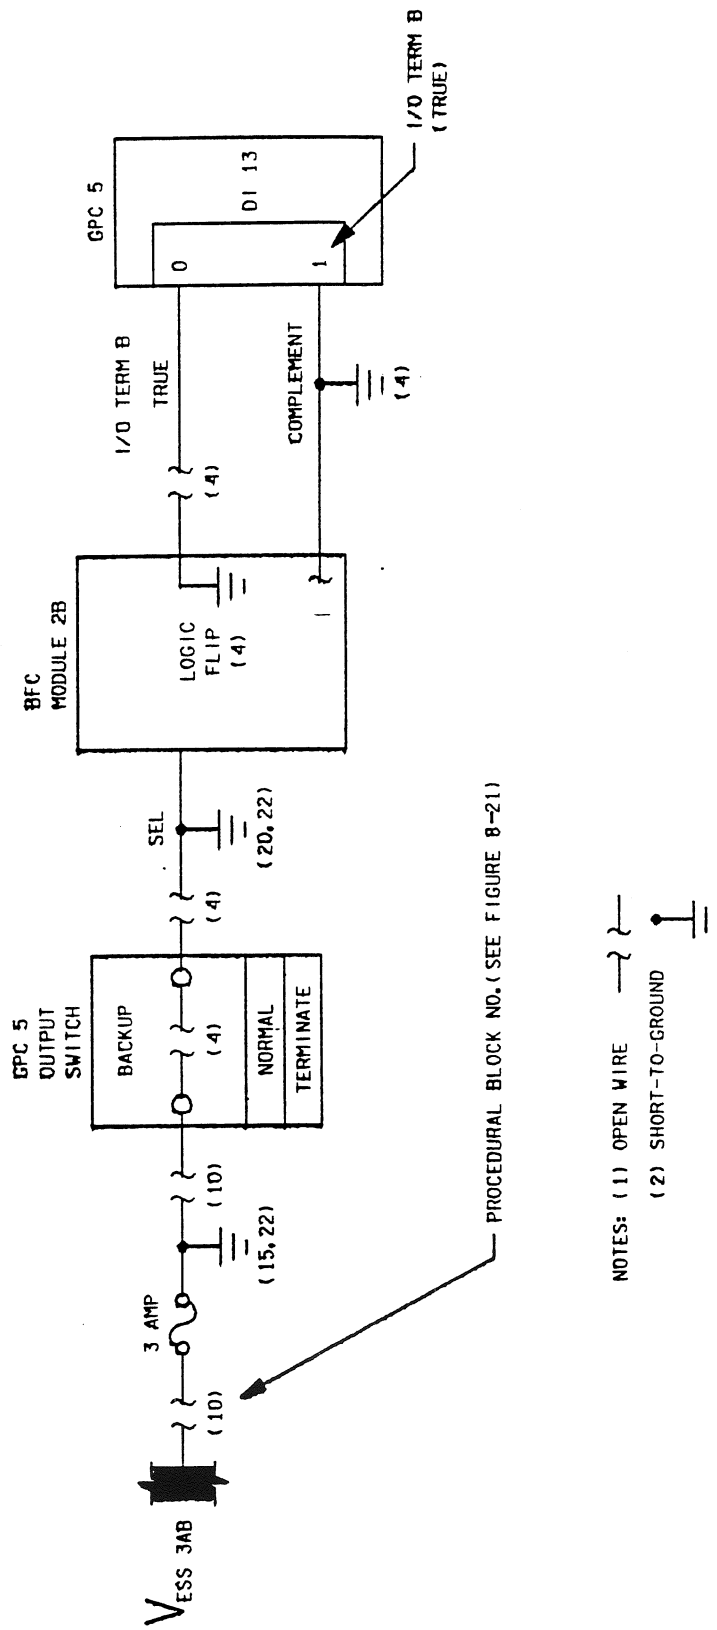 V ESS 3AB
(10)
3 AMP
(15,22)
(10)
GPC 5
OUTPUT
SWITCH
BACKUP
(4)
NORMAL
TERMINATE
(4)
SEL
(20,22)
BFC
MODULE 2B
LOGIC
FLIP
(4)
1
(4)
I/O TERM B
TRUE
COMPLEMENT
(4)
GPC 5
0
1
DI 13
I/O TERM B
(TRUE)
PROCEDURAL BLOCK NO.(SEE FIGURE 8-21)
NOTES: (1) OPEN WIRE
(2) SHORT-TO-GROUND